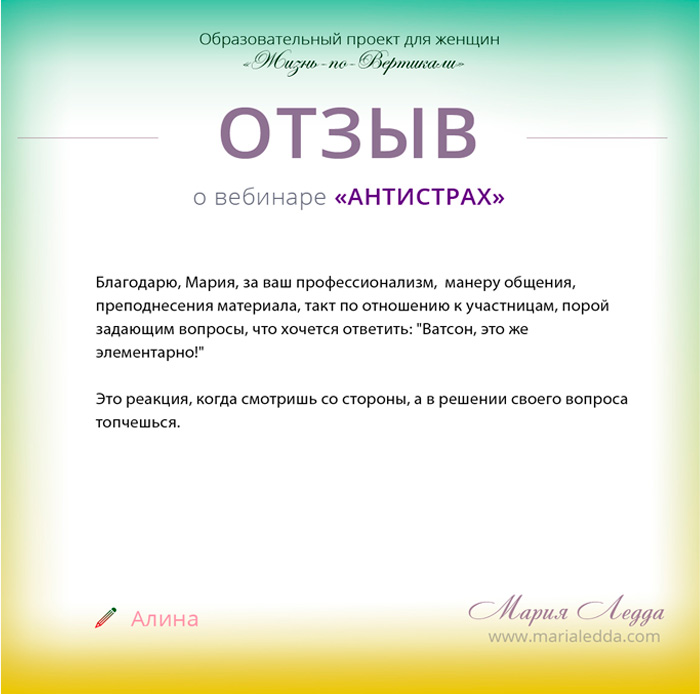 Образовательный проект для женщин
«Жизнь-по-Вертикали»
ОТЗЫВ
о вебинаре «АНТИСТРАХ»
Благодарю, Мария, за ваш профессионализм, манеру общения,
преподнесения материала, такт по отношению к участницам, порой
задающим вопросы, что хочется ответить: "Ватсон, это же
элементарно!"
Это реакция, когда смотришь со стороны, а в решении своего вопроса
топчешься.
Алина
Мария Ледда
www.marialedda.com